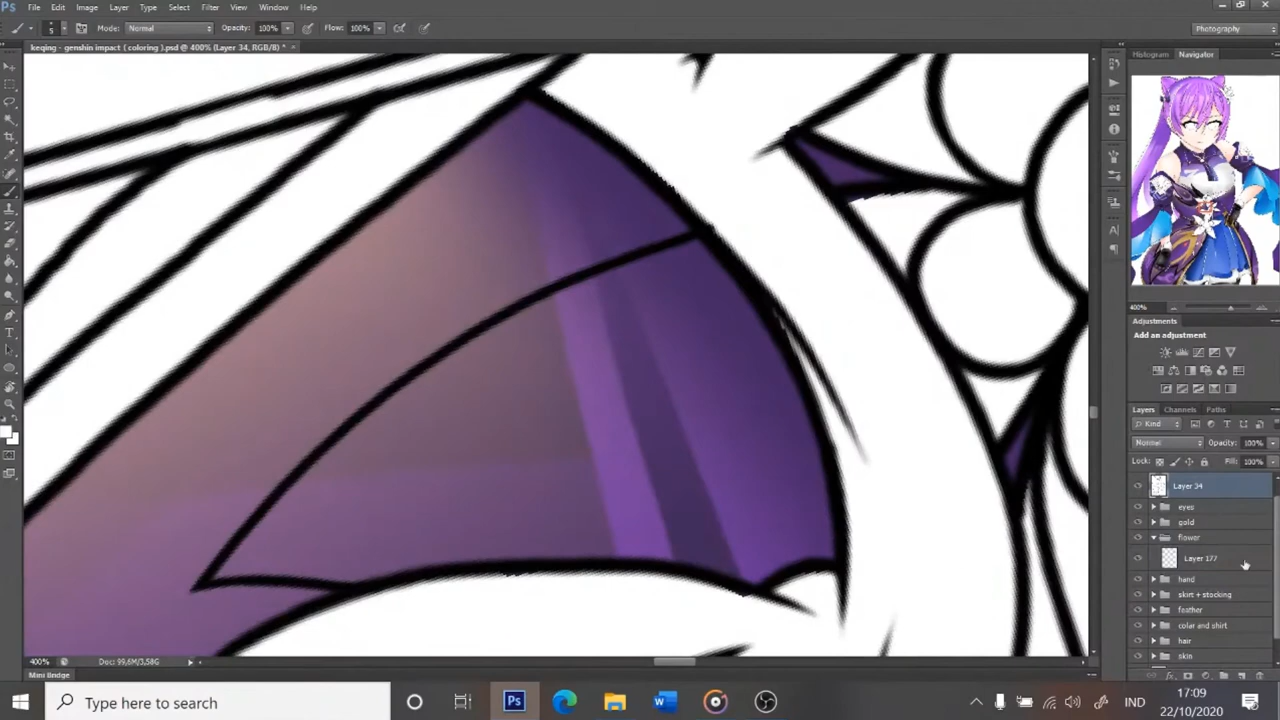 Ps File Edit Image Layer Type Select Filter View Window Help
5 Mode: Normal Opacity: 100% Flow: 100% Photography
keqing - genshin impact ( coloring ).psd @ 400% (Layer 34, RGB/8) * ×
Histogram Navigator
400%
Adjustments
Add an adjustment
Layers Channels Paths
Kind
Normal Opacity: 100%
Lock: Fill: 100%
Layer 34
eyes
gold
flower
Layer 177
hand
skirt + stocking
feather
colar and shirt
hair
skin
400% Doc: 99,6M/3,58G
Mini Bridge
Type here to search
Ps
IND
17:09
22/10/2020